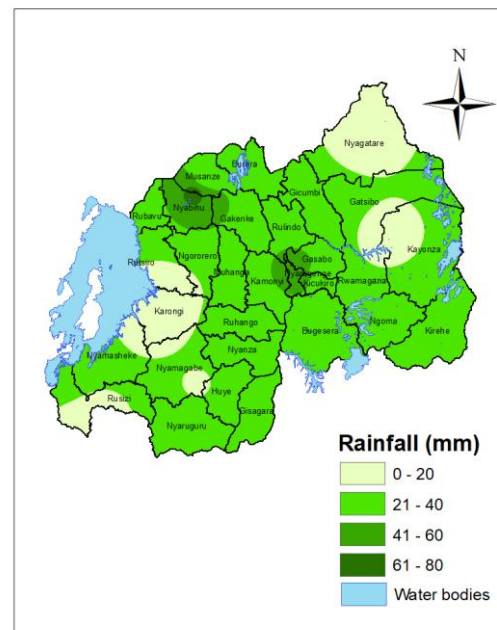 N
Nyagatare
Burera
Musanze
Nyabihu
Gicumbi
Gatsibo
Rubavu
Gakenke
Rulindo
Gasabo
Kayonza
Rutsiro
Ngororero
Muhanga
Kamonyi
Nyarugenge
Kicukiro
Rwamagana
Karongi
Ruhango
Bugesera
Ngoma
Kirehe
Nyamasheke
Nyanza
Nyamagabe
Rusizi
Huye
Gisagara
Nyaruguru
Rainfall (mm)
0 - 20
21 - 40
41 - 60
61 - 80
Water bodies